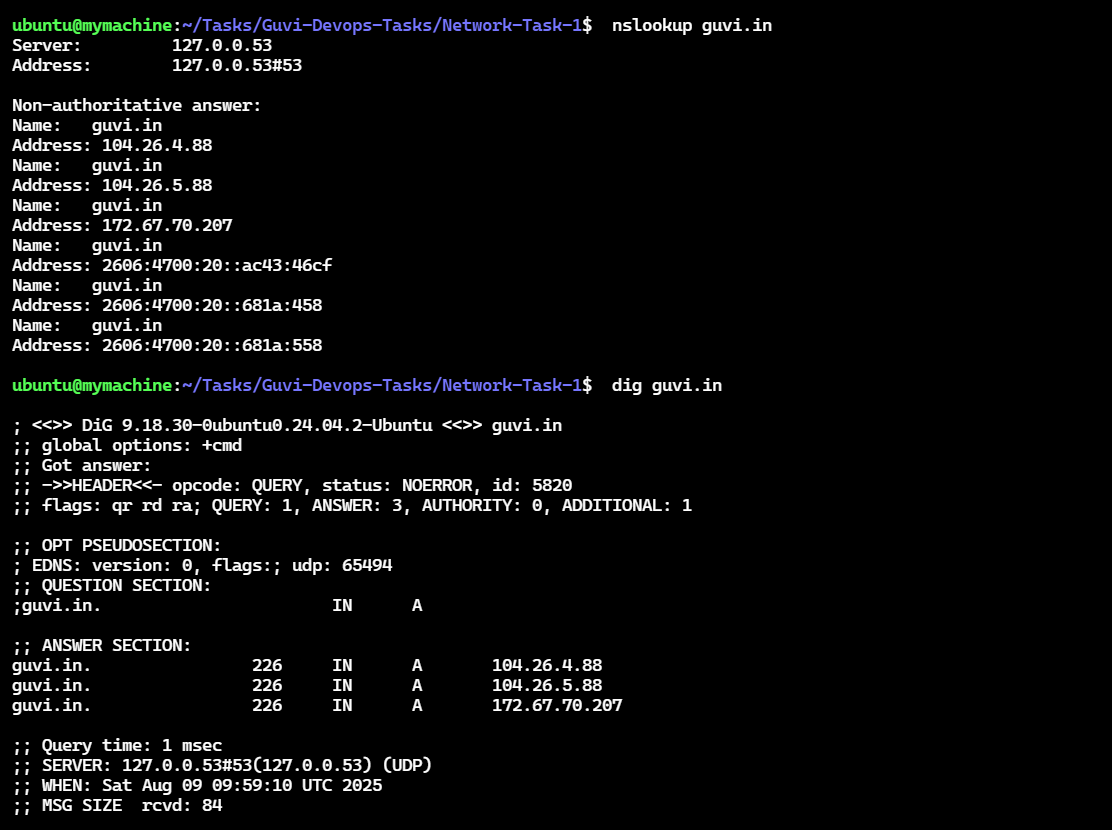 ubuntu@mymachine:~/Tasks/Guvi-Devops-Tasks/Network-Task-1$  nslookup guvi.in
Server:         127.0.0.53
Address:        127.0.0.53#53

Non-authoritative answer:
Name:   guvi.in
Address: 104.26.4.88
Name:   guvi.in
Address: 104.26.5.88
Name:   guvi.in
Address: 172.67.70.207
Name:   guvi.in
Address: 2606:4700:20::ac43:46cf
Name:   guvi.in
Address: 2606:4700:20::681a:458
Name:   guvi.in
Address: 2606:4700:20::681a:558

ubuntu@mymachine:~/Tasks/Guvi-Devops-Tasks/Network-Task-1$  dig guvi.in

; <<>> DiG 9.18.30-0ubuntu0.24.04.2-Ubuntu <<>> guvi.in
;; global options: +cmd
;; Got answer:
;; ->>HEADER<<- opcode: QUERY, status: NOERROR, id: 5820
;; flags: qr rd ra; QUERY: 1, ANSWER: 3, AUTHORITY: 0, ADDITIONAL: 1

;; OPT PSEUDOSECTION:
; EDNS: version: 0, flags:; udp: 65494
;; QUESTION SECTION:
;guvi.in.                       IN      A

;; ANSWER SECTION:
guvi.in.                226     IN      A       104.26.4.88
guvi.in.                226     IN      A       104.26.5.88
guvi.in.                226     IN      A       172.67.70.207

;; Query time: 1 msec
;; SERVER: 127.0.0.53#53(127.0.0.53) (UDP)
;; WHEN: Sat Aug 09 09:59:10 UTC 2025
;; MSG SIZE  rcvd: 84